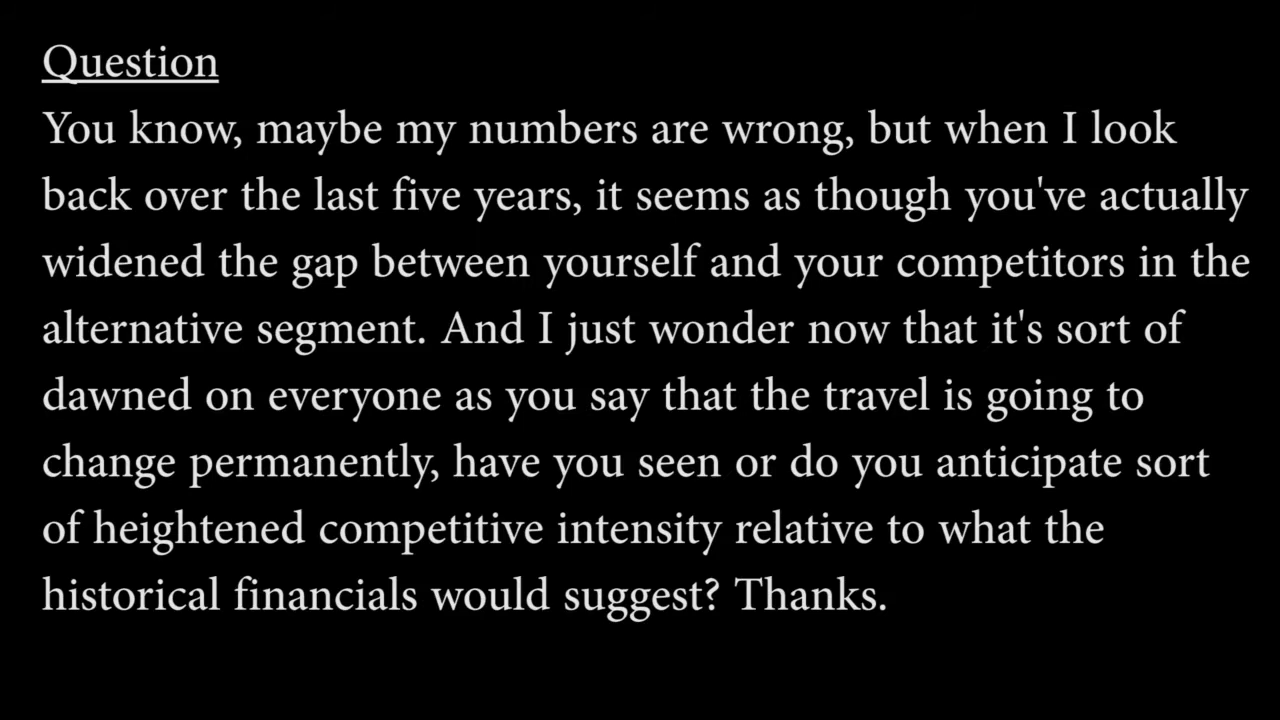 Question
You know, maybe my numbers are wrong, but when I look
back over the last five years, it seems as though you've actually
widened the gap between yourself and your competitors in the
alternative segment. And I just wonder now that it's sort of
dawned on everyone as you say that the travel is going to
change permanently, have you seen or do you anticipate sort
of heightened competitive intensity relative to what the
historical financials would suggest? Thanks.